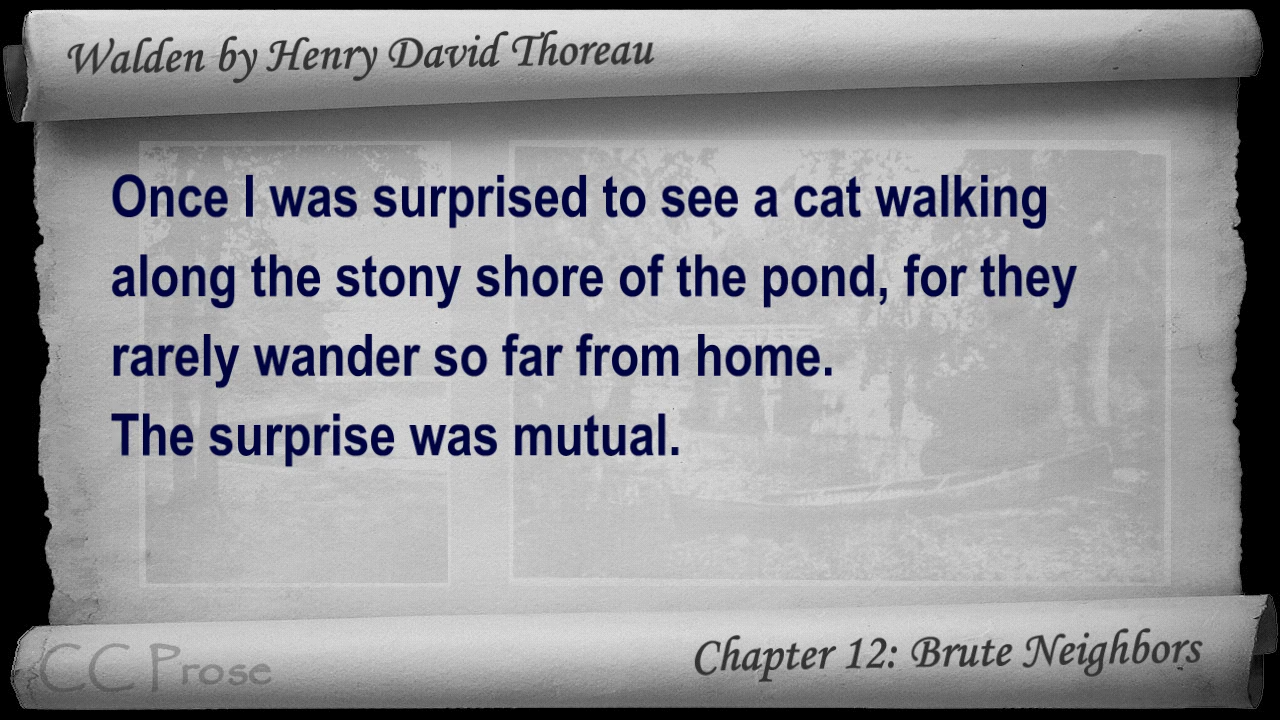 Walden by Henry David Thoreau
Once I was surprised to see a cat walking
along the stony shore of the pond, for they
rarely wander so far from home.
The surprise was mutual.
CC Prose
Chapter 12: Brute Neighbors